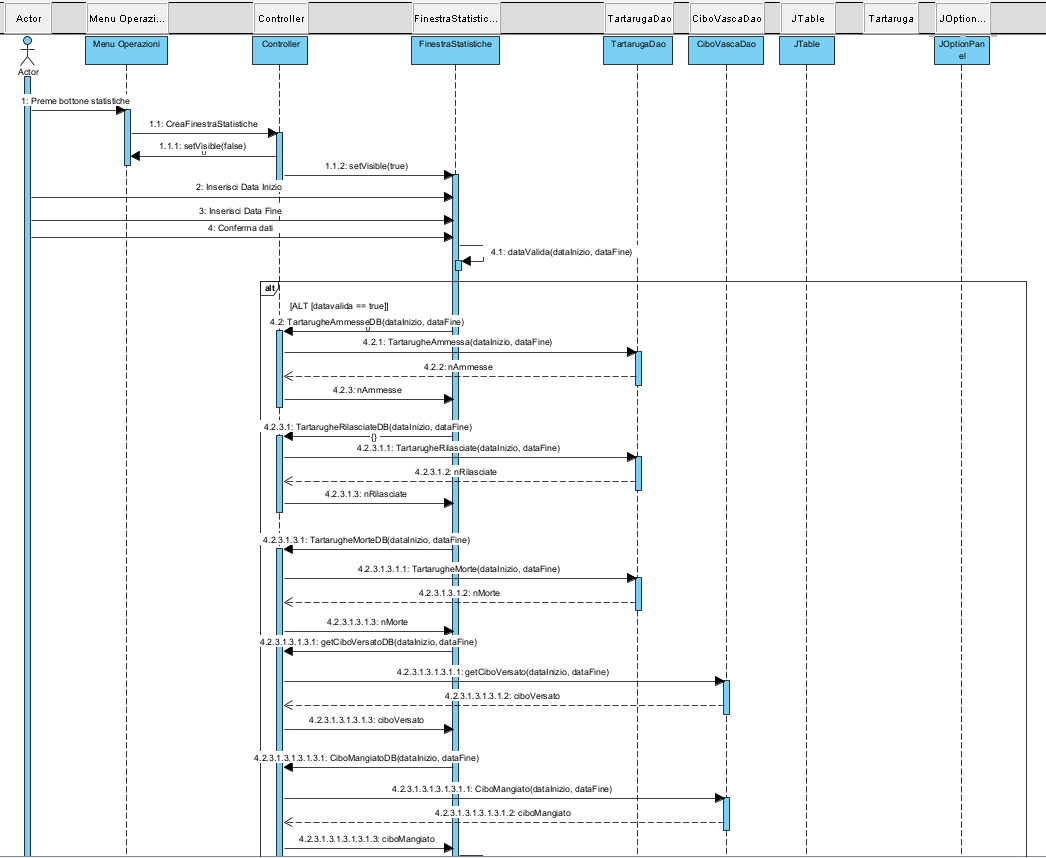 Actor
Menu Operazi...
Controller
FinestraStatistic...
TartarugaDao
CiboVascaDao
JTable
Tartaruga
JOption...
Menu Operazioni
Controller
FinestraStatistiche
TartarugaDao
CiboVascaDao
JTable
JOptionPan
el
Actor
1: Preme bottone statistiche
1.1: CreaFinestraStatistiche
1.1.1: setVisible(false)
1.1.2: setVisible(true)
2: Inserisci Data Inizio
3: Inserisci Data Fine
4: Conferma dati
4.1: dataValida(dataInizio, dataFine)
alt
[ALT [datavalida == true]]
4.2: TartarugheAmmesseDB(dataInizio, dataFine)
4.2.1: TartarugheAmmessa(dataInizio, dataFine)
4.2.2: nAmmesse
4.2.3: nAmmesse
4.2.3.1: TartarugheRilasciateDB(dataInizio, dataFine)
{}
4.2.3.1.1: TartarugheRilasciate(dataInizio, dataFine)
4.2.3.1.2: nRilasciate
4.2.3.1.3: nRilasciate
4.2.3.1.3.1: TartarugheMorteDB(dataInizio, dataFine)
4.2.3.1.3.1.1: TartarugheMorte(dataInizio, dataFine)
4.2.3.1.3.1.2: nMorte
4.2.3.1.3.1.3: nMorte
4.2.3.1.3.1.3.1: getCiboVersatoDB(dataInizio, dataFine)
4.2.3.1.3.1.3.1.1: getCiboVersato(dataInizio, dataFine)
4.2.3.1.3.1.3.1.2: ciboVersato
4.2.3.1.3.1.3.1.3: ciboVersato
4.2.3.1.3.1.3.1.3.1: CiboMangiatoDB(dataInizio, dataFine)
4.2.3.1.3.1.3.1.3.1.1: CiboMangiato(dataInizio, dataFine)
4.2.3.1.3.1.3.1.3.1.2: ciboMangiato
4.2.3.1.3.1.3.1.3.1.3: ciboMangiato